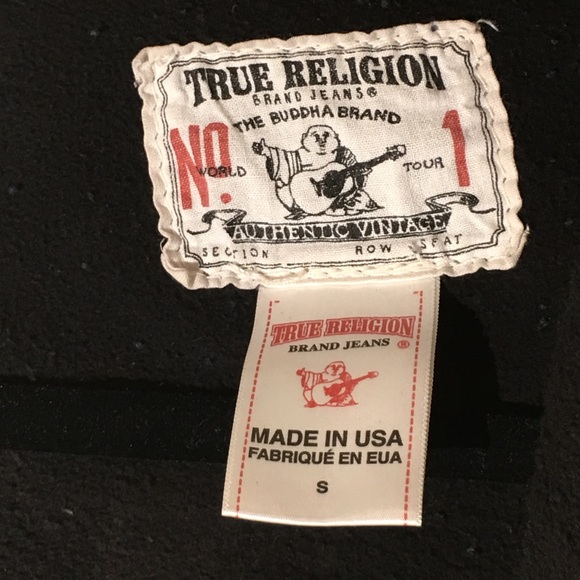 TRUE RELIGION
BRAND JEANS®
THE BUDDHA BRAND
NO. 1
WORLD TOUR
AUTHENTIC VINTAGE
SECTION ROW SEAT
TRUE RELIGION
BRAND JEANS ®
MADE IN USA
FABRIQUÉ EN EUA
S